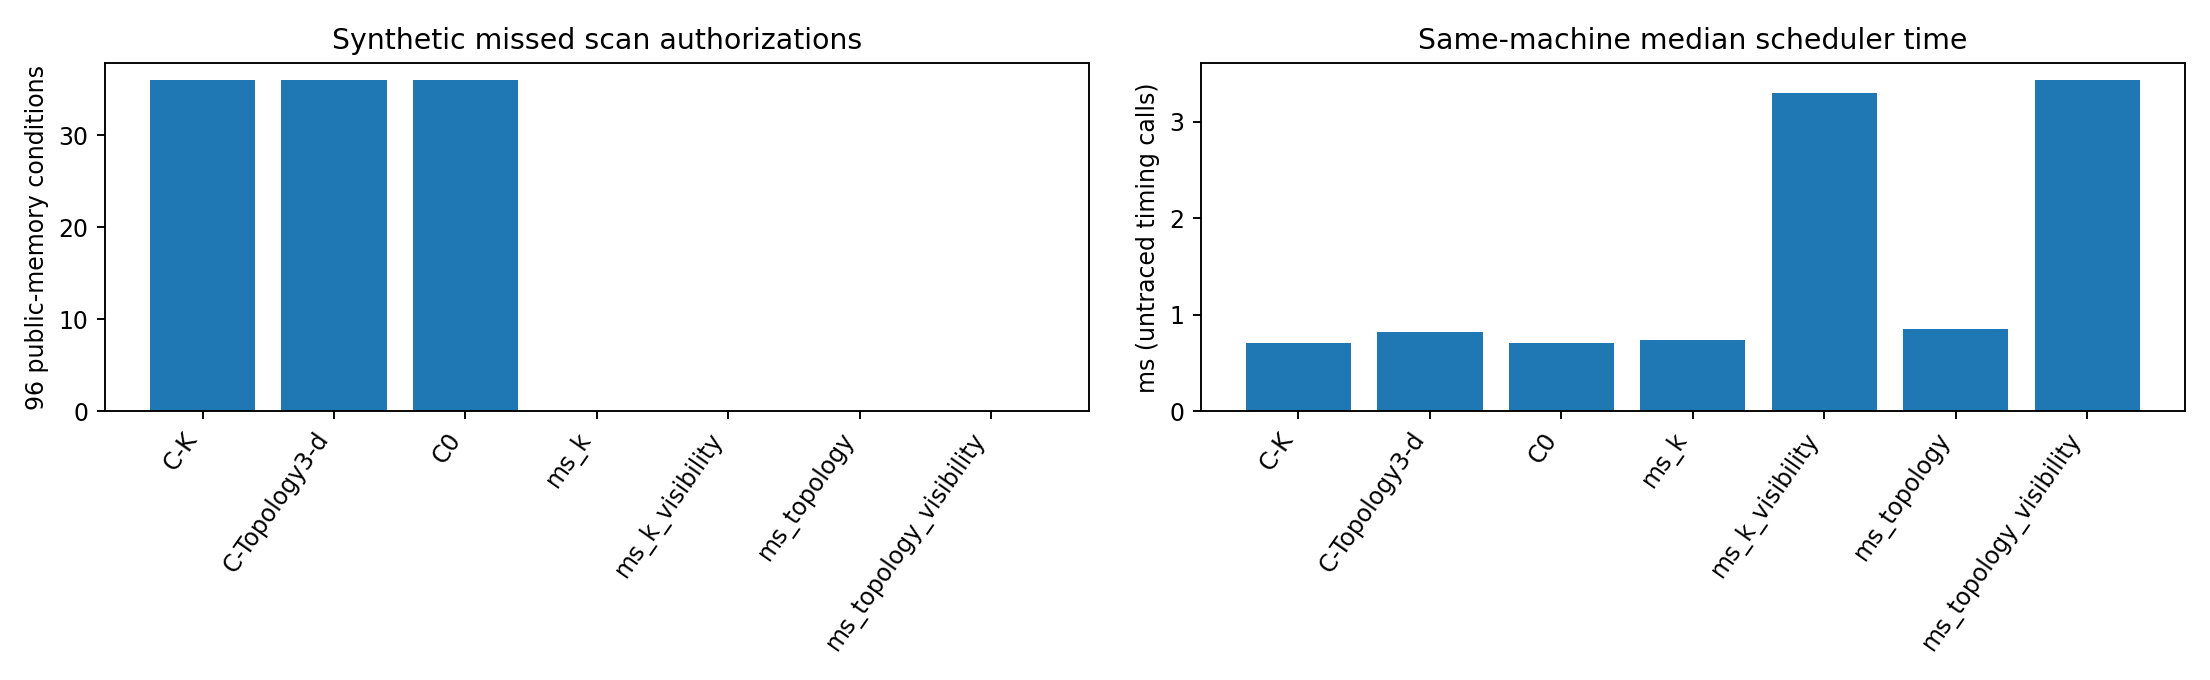 Synthetic missed scan authorizations
96 public-memory conditions
30
20
10
0
C-K
C-Topology3-d
C0
ms_k
ms_k_visibility
ms_topology
ms_topology_visibility
Same-machine median scheduler time
ms (untraced timing calls)
3
2
1
0
C-K
C-Topology3-d
C0
ms_k
ms_k_visibility
ms_topology
ms_topology_visibility